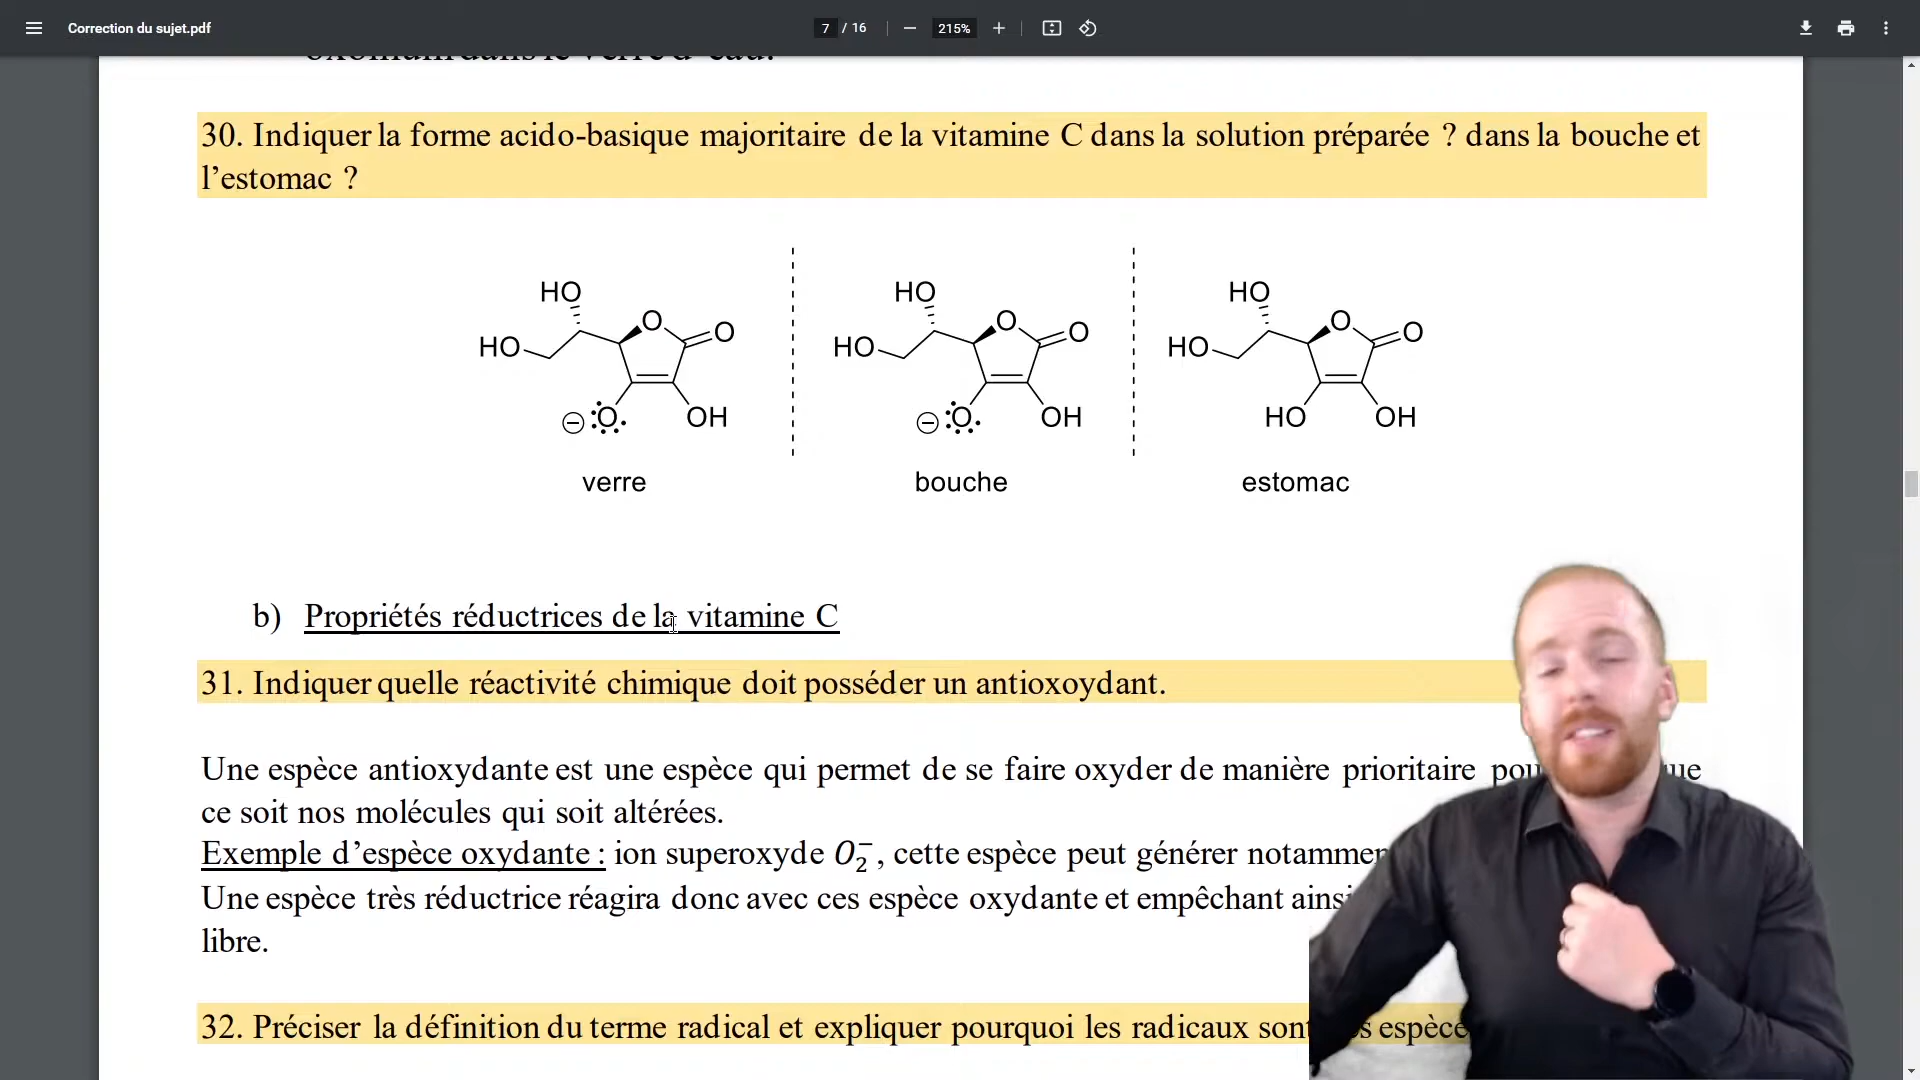 Correction du sujet.pdf
7 / 16
215%
30. Indiquer la forme acido-basique majoritaire de la vitamine C dans la solution préparée ? dans la bouche et
l’estomac ?
HO HO O O ⊖ O OH
HO HO O O ⊖ O OH
HO HO O O HO OH
verre
bouche
estomac
b) Propriétés réductrices de la vitamine C
31. Indiquer quelle réactivité chimique doit posséder un antioxoydant.
Une espèce antioxydante est une espèce qui permet de se faire oxyder de manière prioritaire
ce soit nos molécules qui soit altérées.
Exemple d’espèce oxydante : ion superoxyde O₂⁻, cette espèce peut générer
Une espèce très réductrice réagira donc avec ces espèce oxydante et empêchant ainsi
libre.
32. Préciser la définition du terme radical et expliquer pourquoi les radicaux